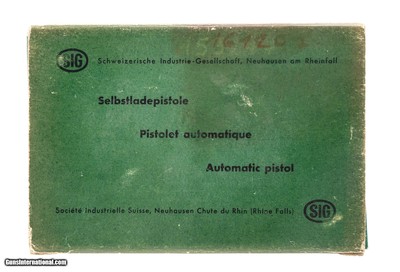 SIG Schweizerische Industrie-Gesellschaft, Neuhausen am Rheinfall
Selbstladepistole
Pistolet automatique
Automatic pistol
Société Industrielle Suisse, Neuhausen Chute du Rhin (Rhine Falls) SIG
GunsInternational.com